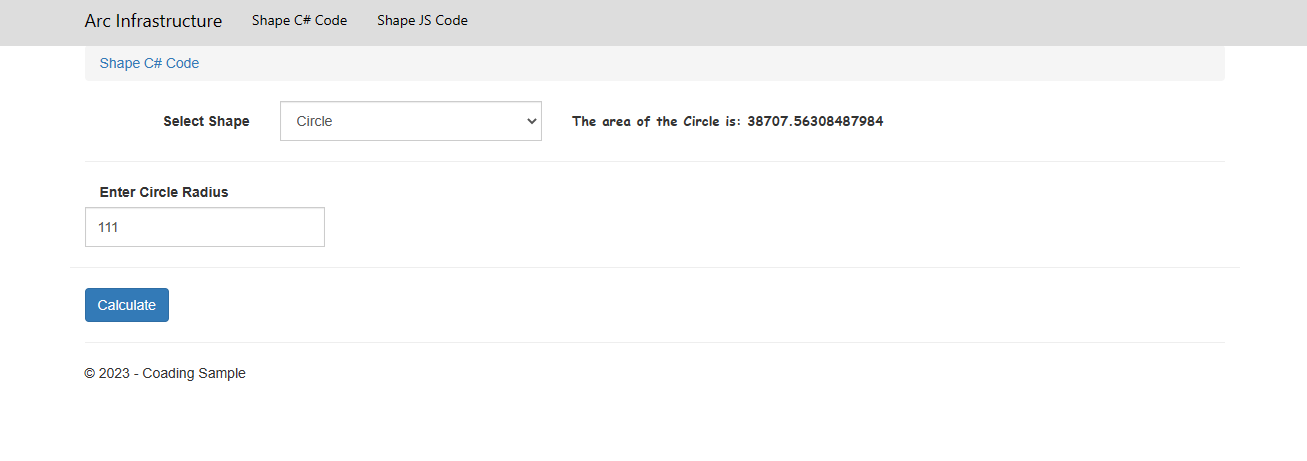 Arc Infrastructure Shape C# Code Shape JS Code
Shape C# Code
Select Shape Circle The area of the Circle is: 38707.56308487984
Enter Circle Radius
111
Calculate
© 2023 - Coading Sample